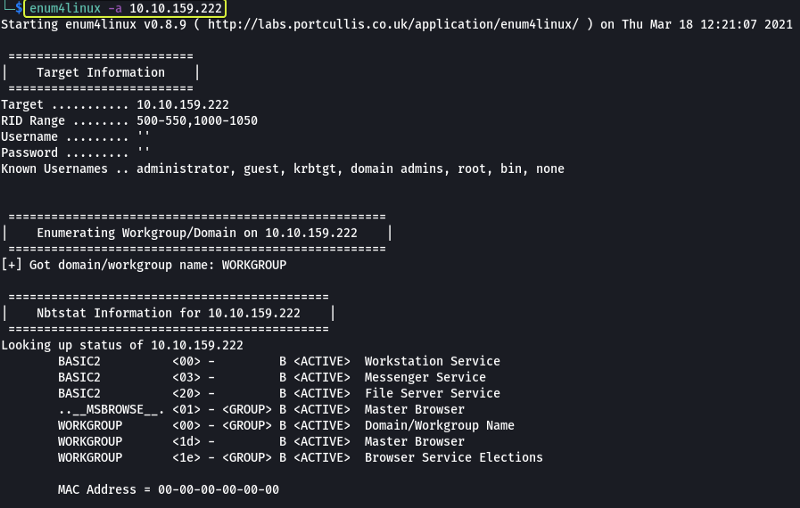 └─$ enum4linux -a 10.10.159.222
Starting enum4linux v0.8.9 ( http://labs.portcullis.co.uk/application/enum4linux/ ) on Thu Mar 18 12:21:07 2021

 ==========================
|    Target Information    |
 ==========================
Target ........... 10.10.159.222
RID Range ........ 500-550,1000-1050
Username ......... ''
Password ......... ''
Known Usernames .. administrator, guest, krbtgt, domain admins, root, bin, none


 =====================================================
|    Enumerating Workgroup/Domain on 10.10.159.222    |
 =====================================================
[+] Got domain/workgroup name: WORKGROUP

 =============================================
|    Nbtstat Information for 10.10.159.222    |
 =============================================
Looking up status of 10.10.159.222
        BASIC2          <00> -         B <ACTIVE>  Workstation Service
        BASIC2          <03> -         B <ACTIVE>  Messenger Service
        BASIC2          <20> -         B <ACTIVE>  File Server Service
        ..__MSBROWSE__. <01> - <GROUP> B <ACTIVE>  Master Browser
        WORKGROUP       <00> - <GROUP> B <ACTIVE>  Domain/Workgroup Name
        WORKGROUP       <1d> -         B <ACTIVE>  Master Browser
        WORKGROUP       <1e> - <GROUP> B <ACTIVE>  Browser Service Elections

        MAC Address = 00-00-00-00-00-00